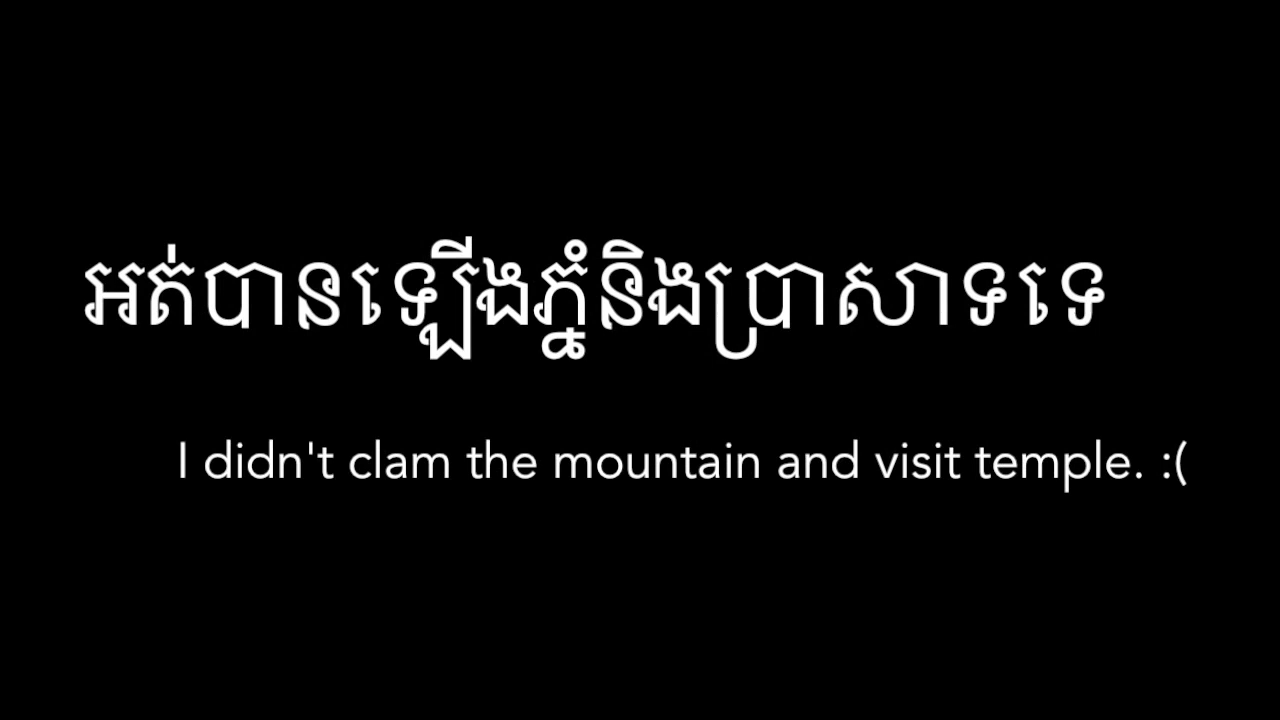 អត់បានឡើងភ្នំនិងប្រាសាទទេ
I didn't clam the mountain and visit temple. :(